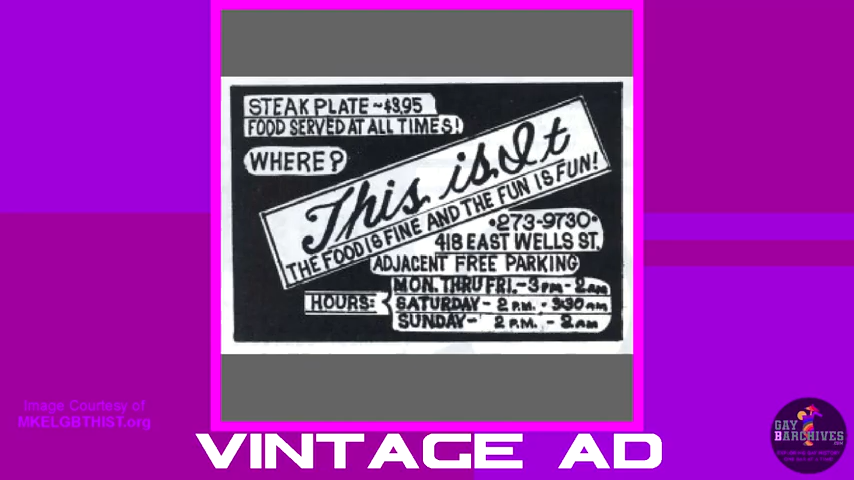 STEAK PLATE ~$3.95
FOOD SERVED AT ALL TIMES!
WHERE?
This is It
THE FOOD IS FINE AND THE FUN IS FUN!
•273-9730•
418 EAST WELLS ST.
ADJACENT FREE PARKING
HOURS:
MON. THRU FRI. - 3 PM - 2 AM
SATURDAY - 2 P.M. - 3:30 AM
SUNDAY - 2 P.M. - 2 AM
Image Courtesy of
MKELGBTHIST.org
VINTAGE AD
GAY
BARCHIVES
.COM